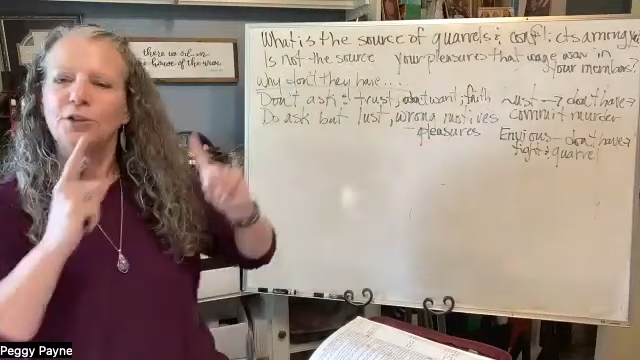 there is oil in
the house of the wise
What is the source of quarrels & conflicts among you?
Is not the source your pleasures that wage war in
your members?
Why don't they have...
Don't ask: trust, don't want, faith
Lust → don't have →
Do ask but lust, wrong motives
commit murder
pleasures
Envious - don't have →
fight & quarrel
Peggy Payne